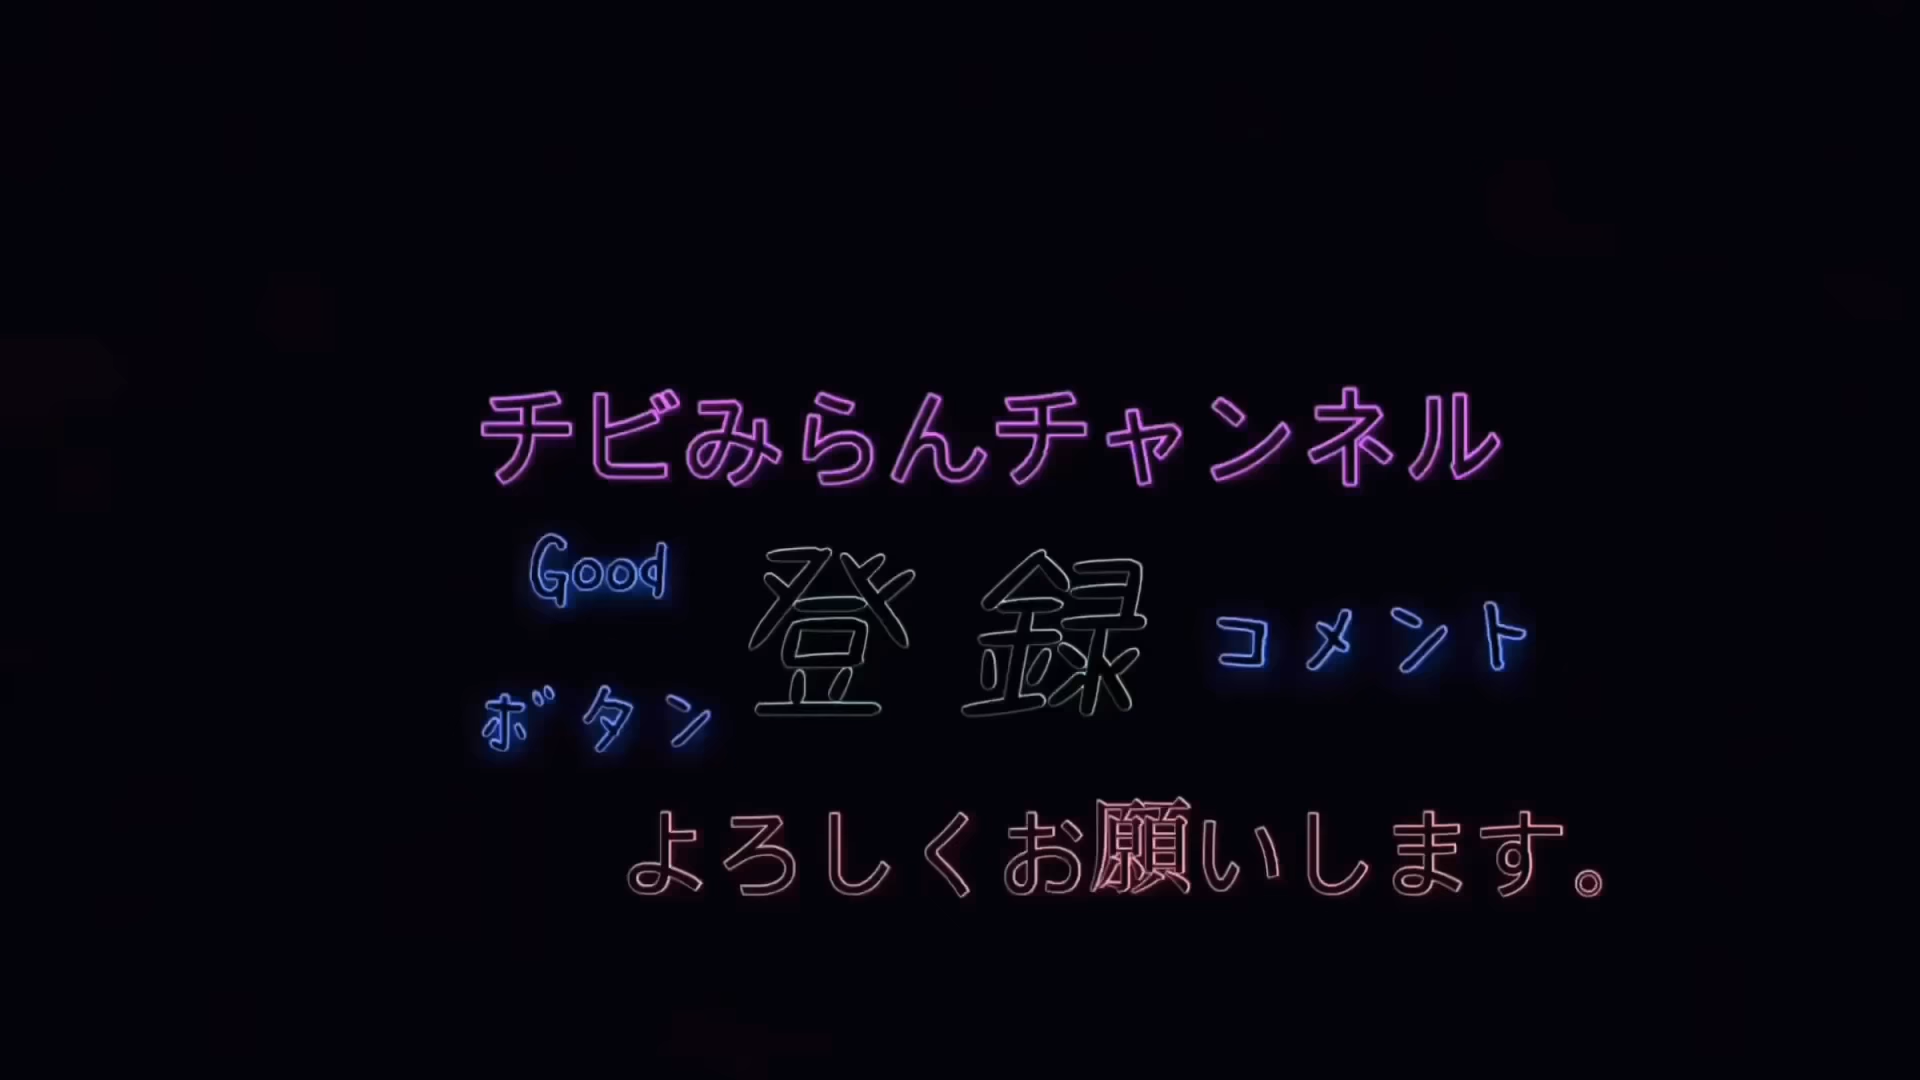 チビみらんチャンネル
Good
ボタン
登録
コメント
よろしくお願いします。